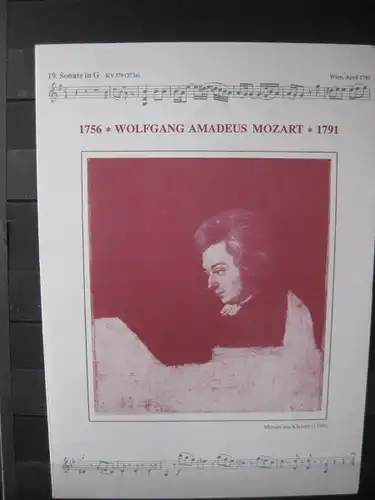 19. Sonate in G KV 379 (373a) Wien, April 1781
1756 * WOLFGANG AMADEUS MOZART * 1791
Mozart am Klavier (1789)